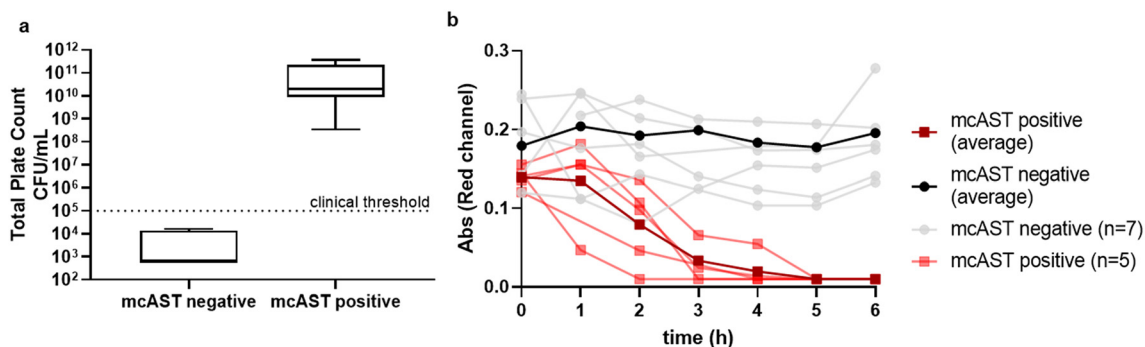 a
Total Plate Count
CFU/mL
10¹²
10¹¹
10¹⁰
10⁹
10⁸
10⁷
10⁶
10⁵
10⁴
10³
10²
clinical threshold
mcAST negative mcAST positive
b
Abs (Red channel)
0.3
0.2
0.1
0.0
0 1 2 3 4 5 6
time (h)
mcAST positive
(average)
mcAST negative
(average)
mcAST negative (n=7)
mcAST positive (n=5)